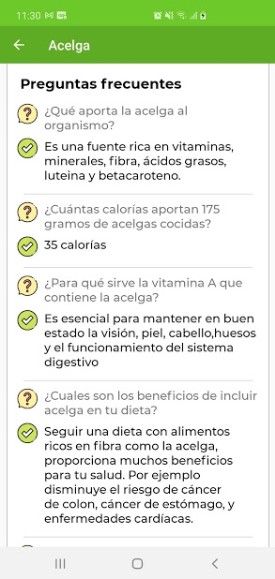 11:30
Acelga
Preguntas frecuentes
¿Qué aporta la acelga al
organismo?
Es una fuente rica en vitaminas,
minerales, fibra, ácidos grasos,
luteina y betacaroteno.
¿Cuántas calorías aportan 175
gramos de acelgas cocidas?
35 calorías
¿Para qué sirve la vitamina A que
contiene la acelga?
Es esencial para mantener en buen
estado la visión, piel, cabello,huesos
y el funcionamiento del sistema
digestivo
¿Cuales son los beneficios de incluir
acelga en tu dieta?
Seguir una dieta con alimentos
ricos en fibra como la acelga,
proporciona muchos beneficios
para tu salud. Por ejemplo
disminuye el riesgo de cáncer
de colon, cáncer de estómago, y
enfermedades cardíacas.